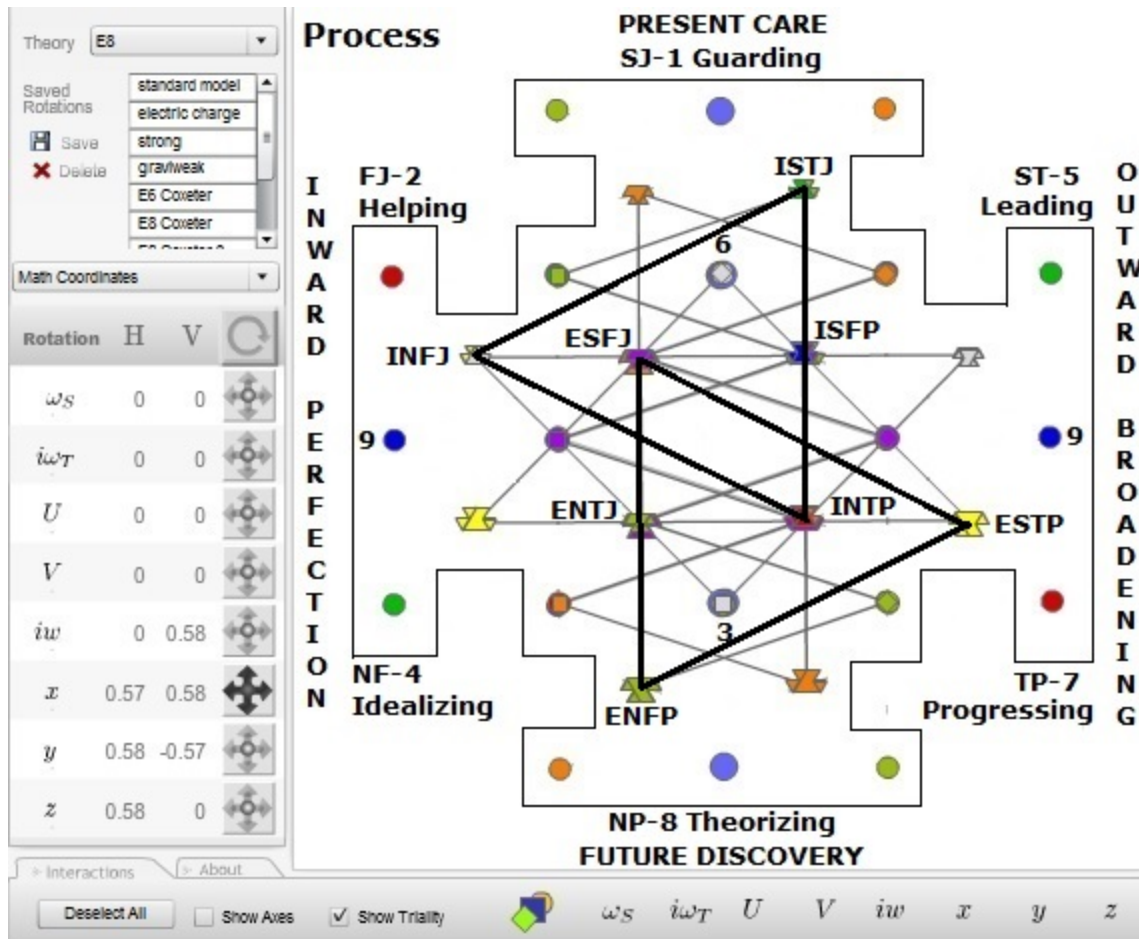 Theory E8
Saved
Rotations
Save
Delete
standard model
electric charge
strong
gravlweak
E6 Coxeter
E8 Coxeter
E8 Coxeter 2
Math Coordinates
Rotation H V
ωS 0 0
iωT 0 0
U 0 0
V 0 0
iw 0 0.58
x 0.57 0.58
y 0.58 -0.57
z 0.58 0
Process
PRESENT CARE
SJ-1 Guarding
FJ-2
Helping
ST-5
Leading
INWARD PERFECTION
OUTWARD BROADENING
ISTJ
6
ESFJ
ISFP
INFJ
9
9
ENTJ
INTP
ESTP
3
ENFP
NF-4
Idealizing
TP-7
Progressing
NP-8 Theorizing
FUTURE DISCOVERY
Interactions
About
Deselect All
Show Axes
Show Triality
ωS iωT U V iw x y z